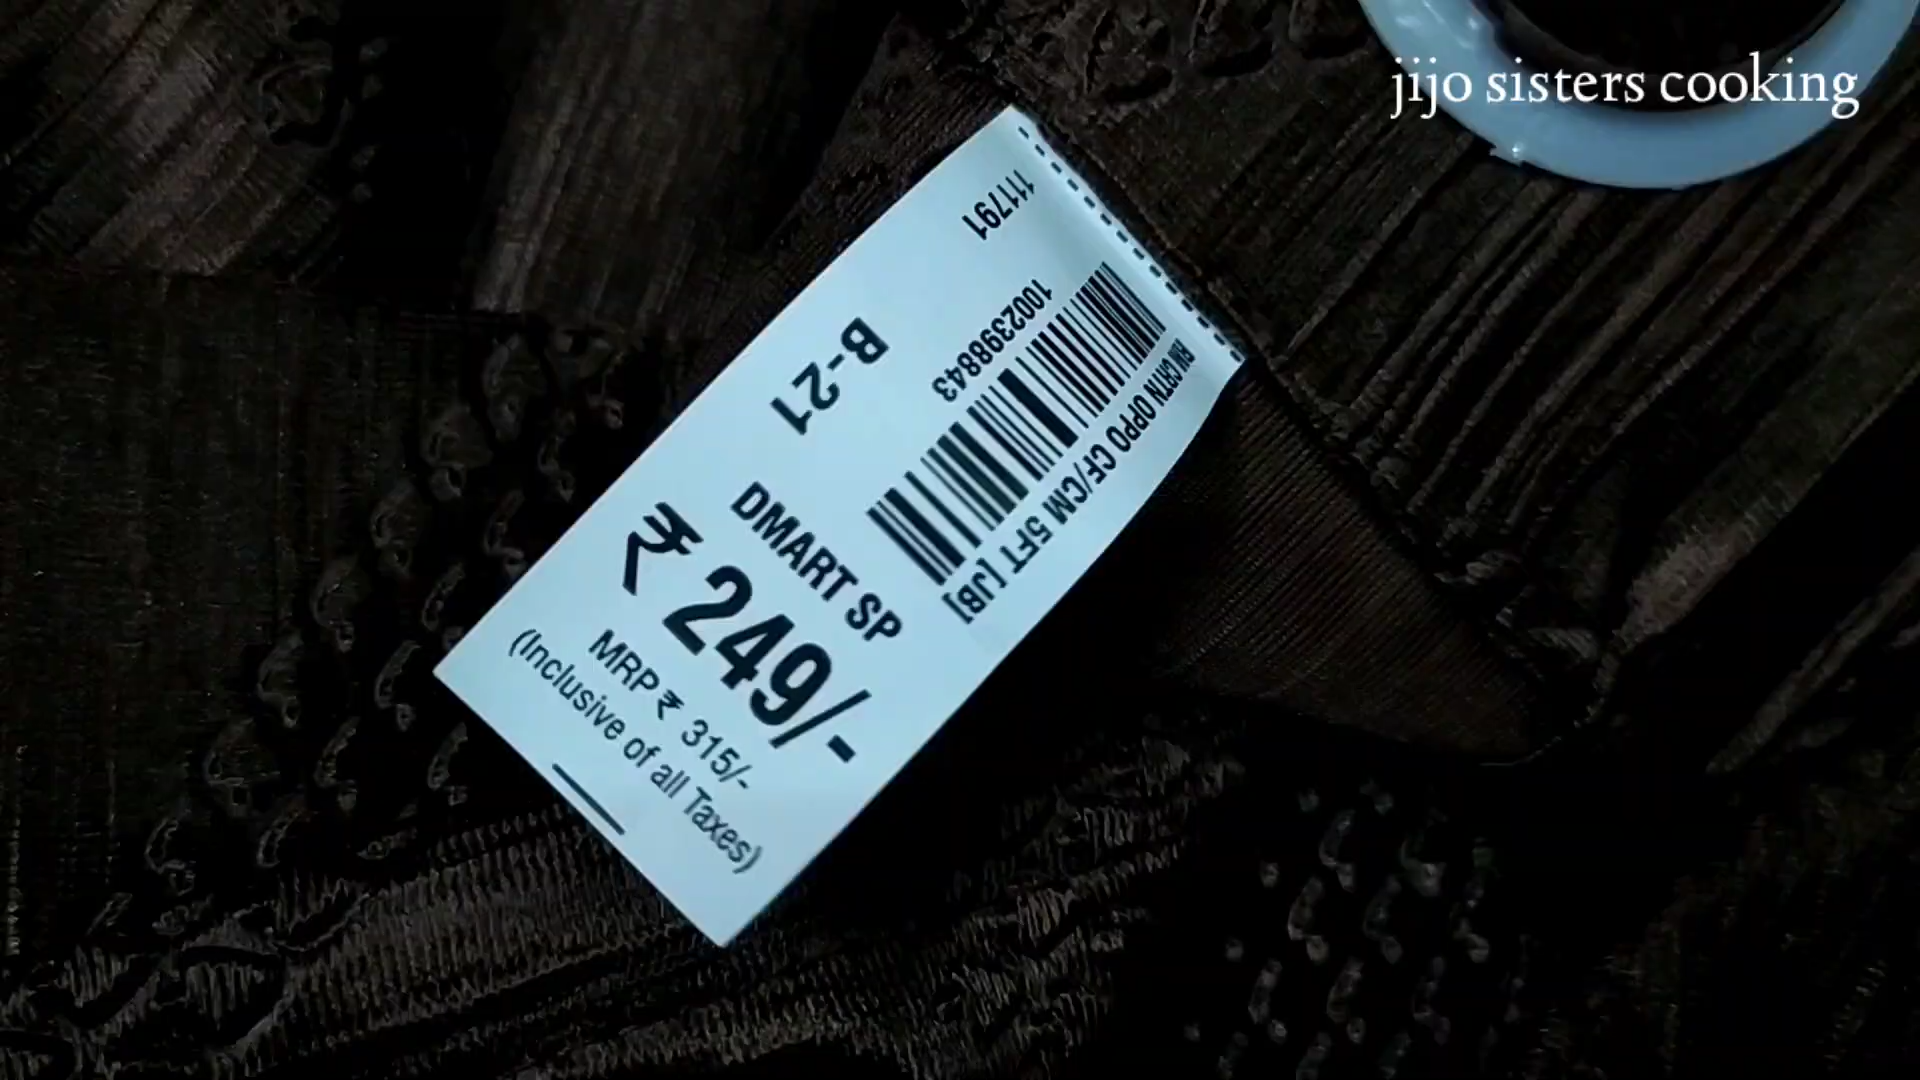 jijo sisters cooking
111791
1002398843
RM CRTN OPPO CF/CM 5FT [JB]
B-21
DMART SP
₹ 249/-
MRP ₹ 315/-
(Inclusive of all Taxes)